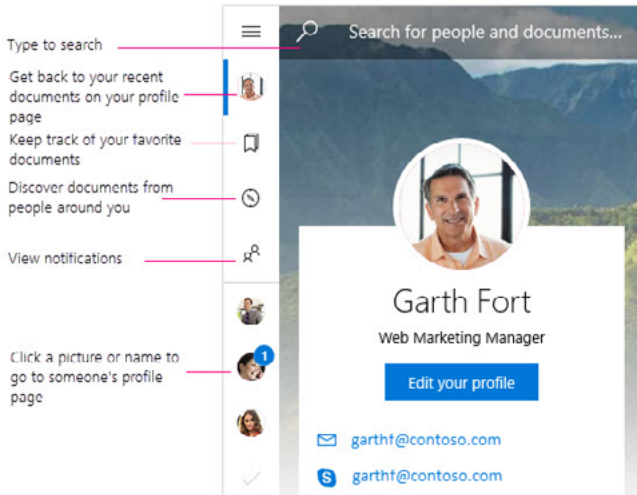 Type to search
Get back to your recent
documents on your profile
page
Keep track of your favorite
documents
Discover documents from
people around you
View notifications
Click a picture or name to
go to someone's profile
page
Search for people and documents...
1
Garth Fort
Web Marketing Manager
Edit your profile
garthf@contoso.com
garthf@contoso.com